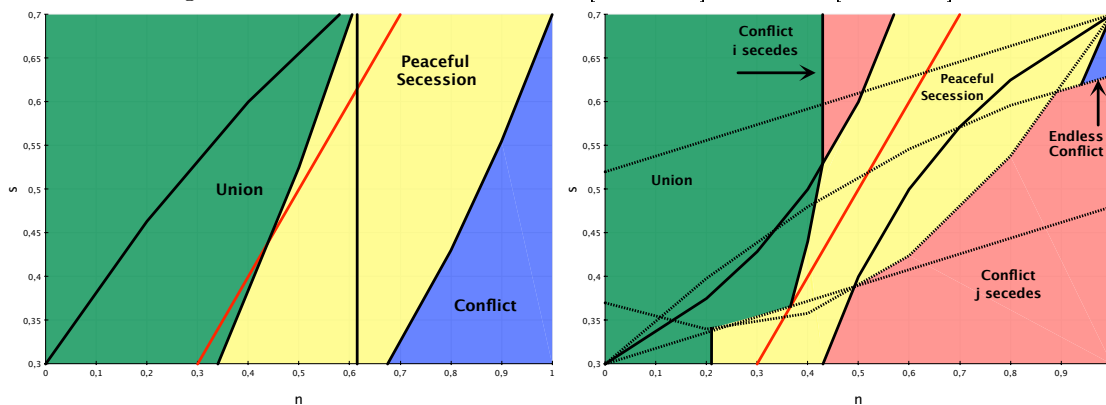 0,7
0,65
0,6
0,55
s
0,5
0,45
0,4
0,35
0,3
Peaceful
Secession
Union
Conflict
0
0,1
0,2
0,3
0,4
0,5
0,6
0,7
0,8
0,9
1
n
0,7
0,65
0,6
0,55
s
0,5
0,45
0,4
0,35
0,3
Conflict
i secedes
Peaceful
Secession
Endless
Conflict
Union
Conflict
j secedes
0
0,1
0,2
0,3
0,4
0,5
0,6
0,7
0,8
0,9
n